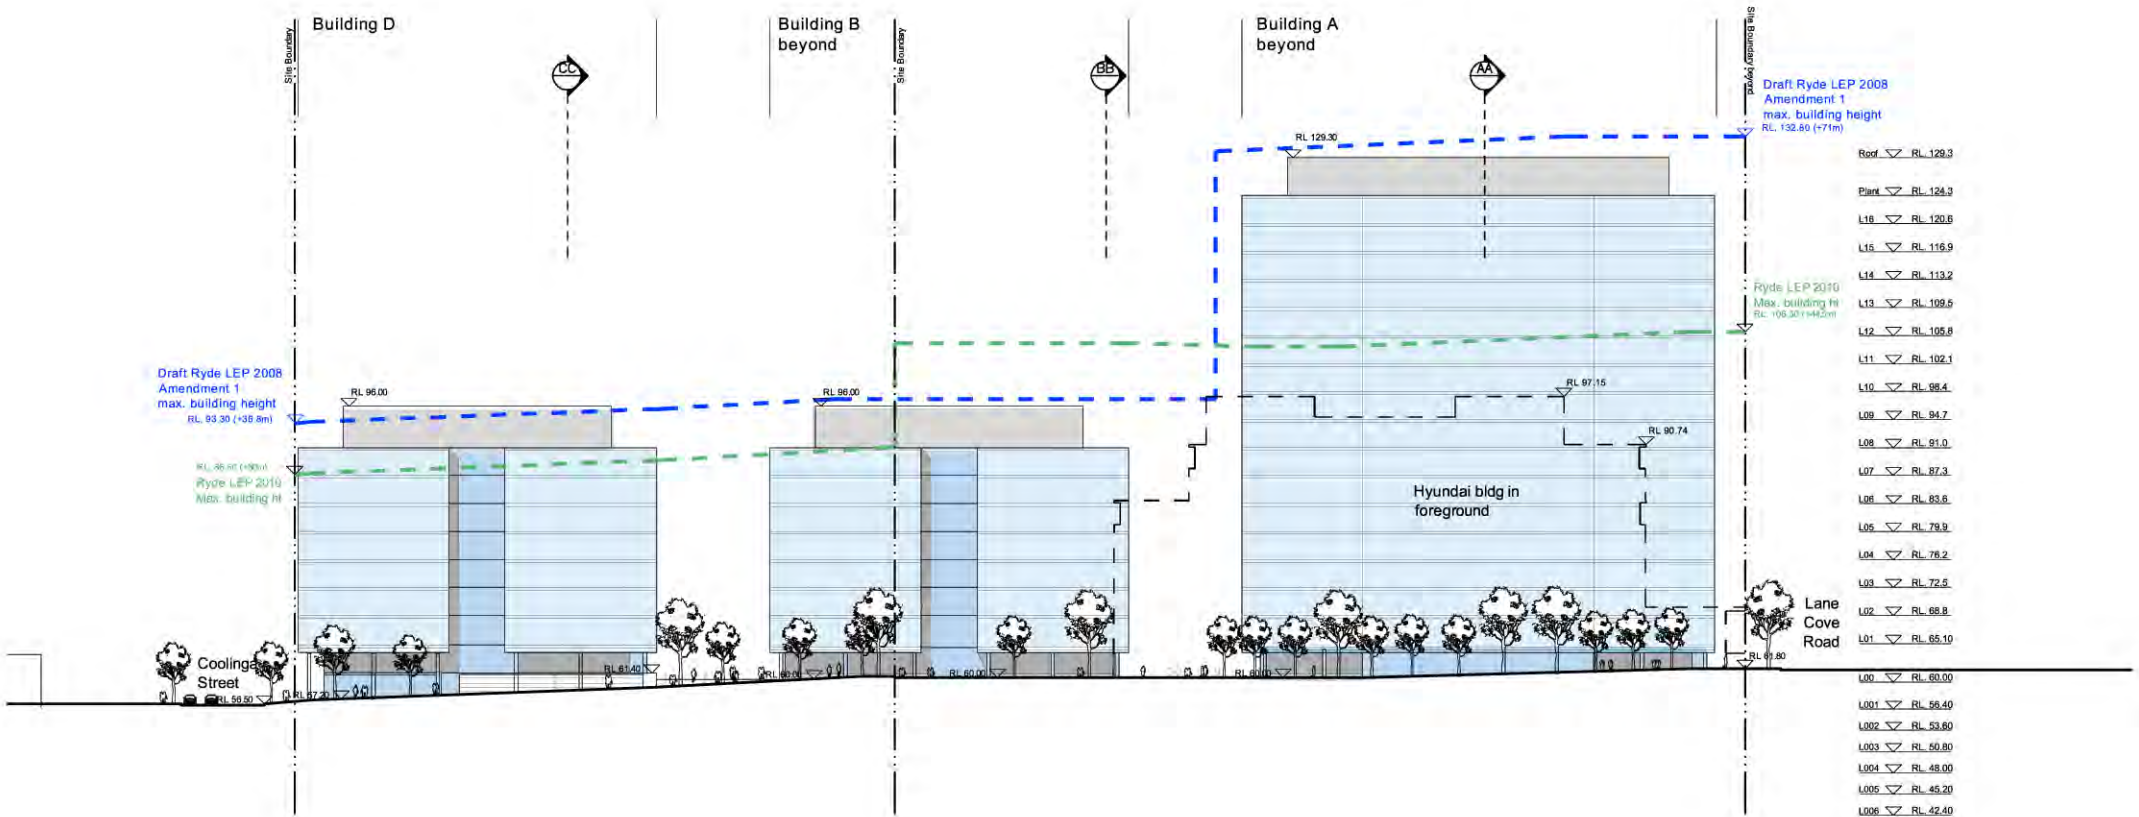 Building D
Building B
beyond
Building A
beyond
Site Boundary
Site Boundary
Site Boundary beyond
CC
BB
AA
Draft Ryde LEP 2008
Amendment 1
max. building height
RL. 132.80 (+71m)
RL 129.30
Ryde LEP 2010
Max. building ht
Draft Ryde LEP 2008
Amendment 1
max. building height
RL. 93.30 (+36.8m)
RL 96.00
RL 96.00
RL 97.15
RL 90.74
Ryde LEP 2010
Max. building ht
Hyundai bldg in
foreground
Coolinga
Street
RL 56.50
RL 57.20
RL 61.40
RL 60.00
RL 60.00
RL 60.00
RL 61.80
Lane
Cove
Road
Roof RL. 129.3
Plant RL. 124.3
L16 RL. 120.6
L15 RL. 116.9
L14 RL. 113.2
L13 RL. 109.5
L12 RL. 105.8
L11 RL. 102.1
L10 RL. 98.4
L09 RL. 94.7
L08 RL. 91.0
L07 RL. 87.3
L06 RL. 83.6
L05 RL. 79.9
L04 RL. 76.2
L03 RL. 72.5
L02 RL. 68.8
L01 RL. 65.10
L00 RL. 60.00
L001 RL. 56.40
L002 RL. 53.60
L003 RL. 50.80
L004 RL. 48.00
L005 RL. 45.20
L006 RL. 42.40